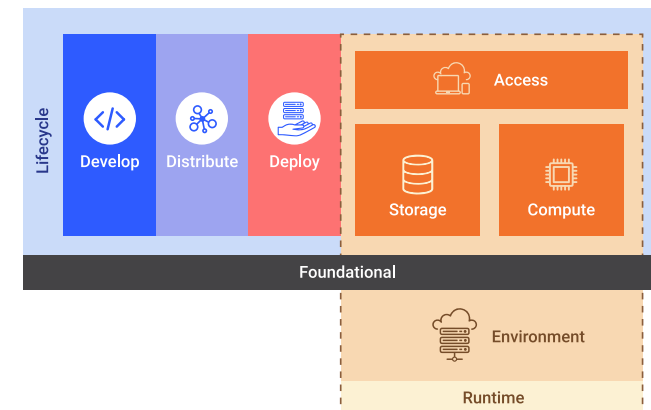 Lifecycle
Develop
Distribute
Deploy
Access
Storage
Compute
Foundational
Environment
Runtime